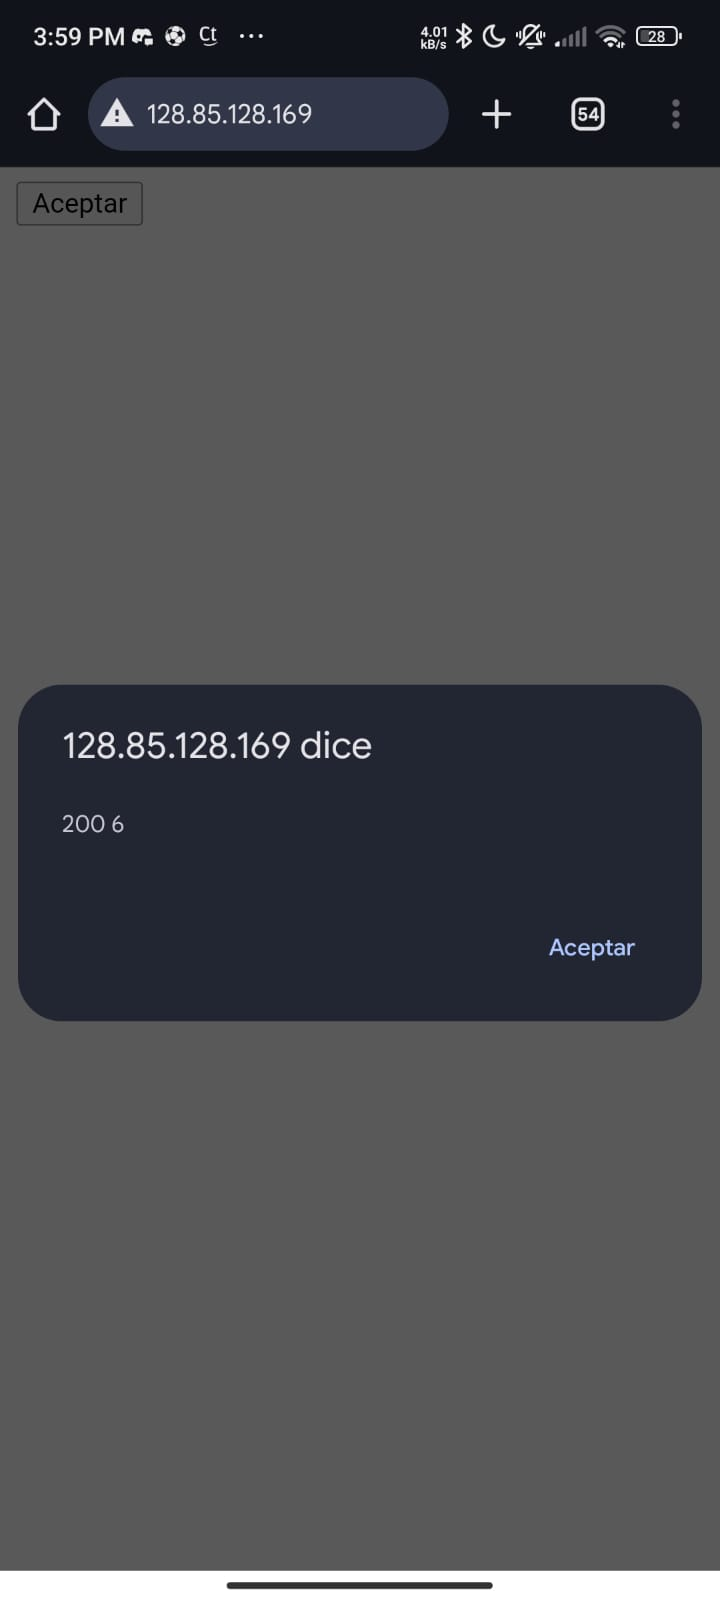 3:59 PM Ct ... 4.01 kB/s 28
128.85.128.169 54
Aceptar
128.85.128.169 dice
200 6
Aceptar